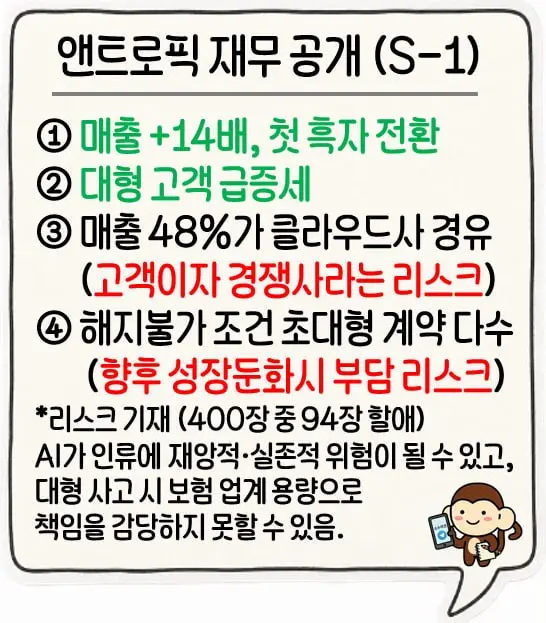 앤트로픽 재무 공개 (S-1)
① 매출 +14배, 첫 흑자 전환
② 대형 고객 급증세
③ 매출 48%가 클라우드사 경유
(고객이자 경쟁사라는 리스크)
④ 해지불가 조건 초대형 계약 다수
(향후 성장둔화시 부담 리스크)
*리스크 기재 (400장 중 94장 할애)
AI가 인류에 재앙적·실존적 위험이 될 수 있고,
대형 사고 시 보험 업계 용량으로
책임을 감당하지 못할 수 있음.